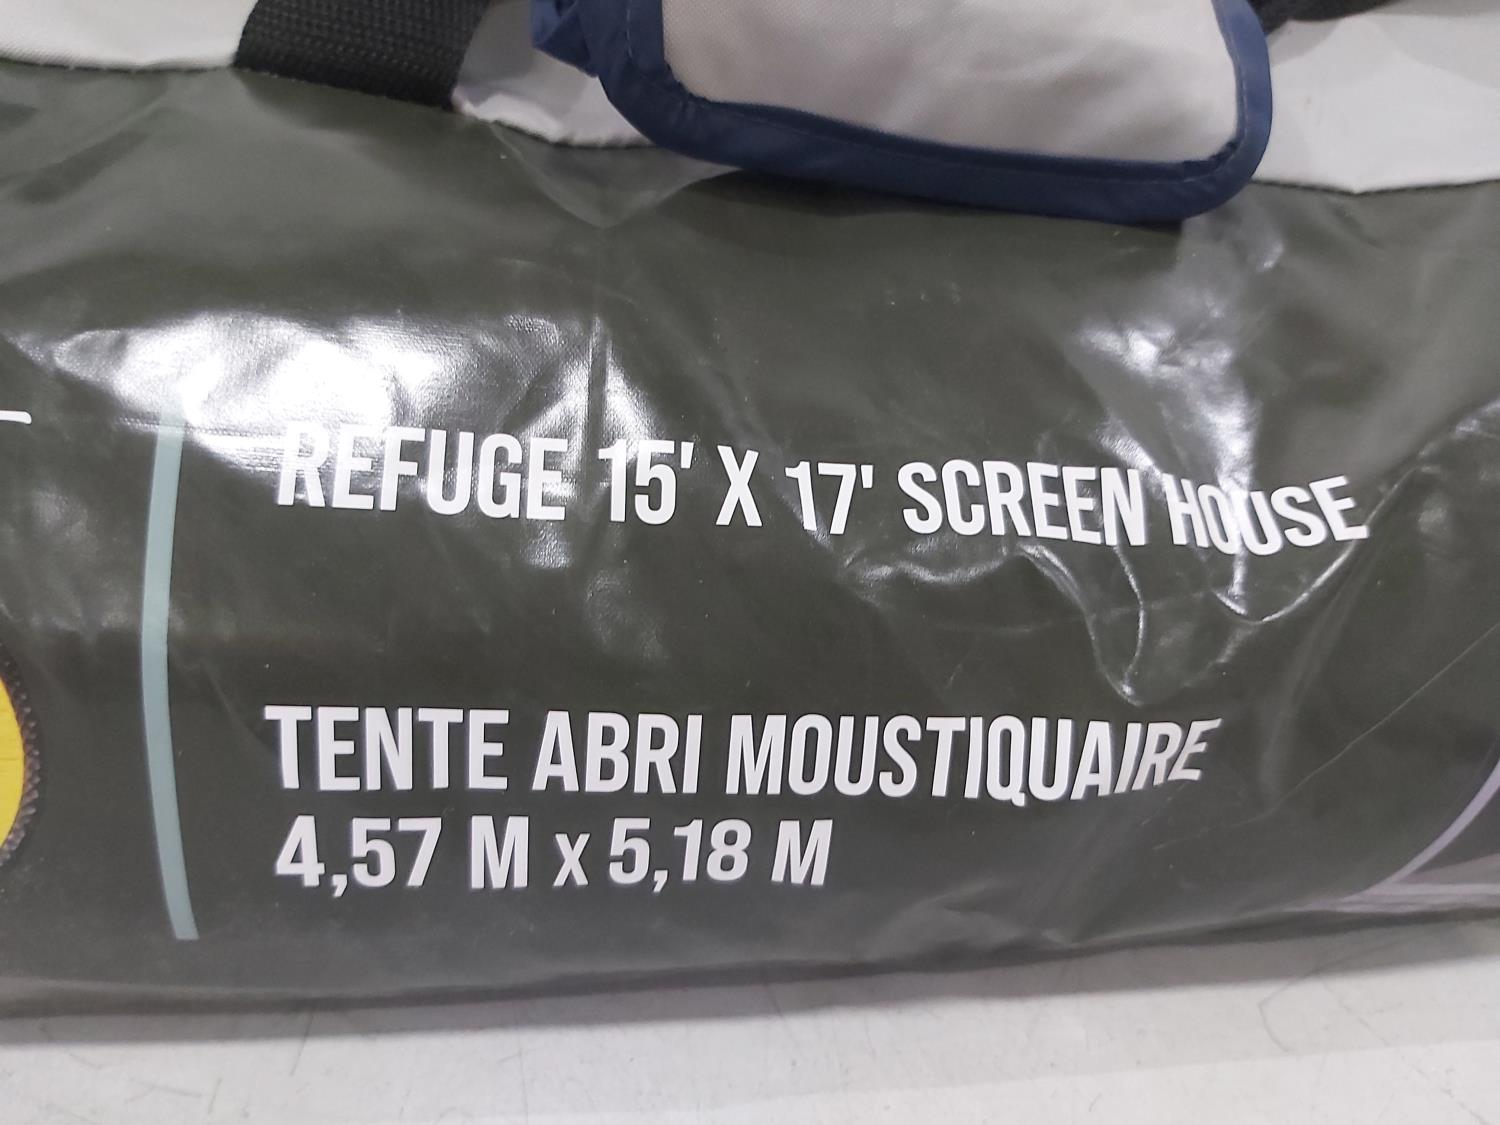 REFUGE 15' X 17' SCREEN HOUSE
TENTE ABRI MOUSTIQUAIRE
4,57 M x 5,18 M